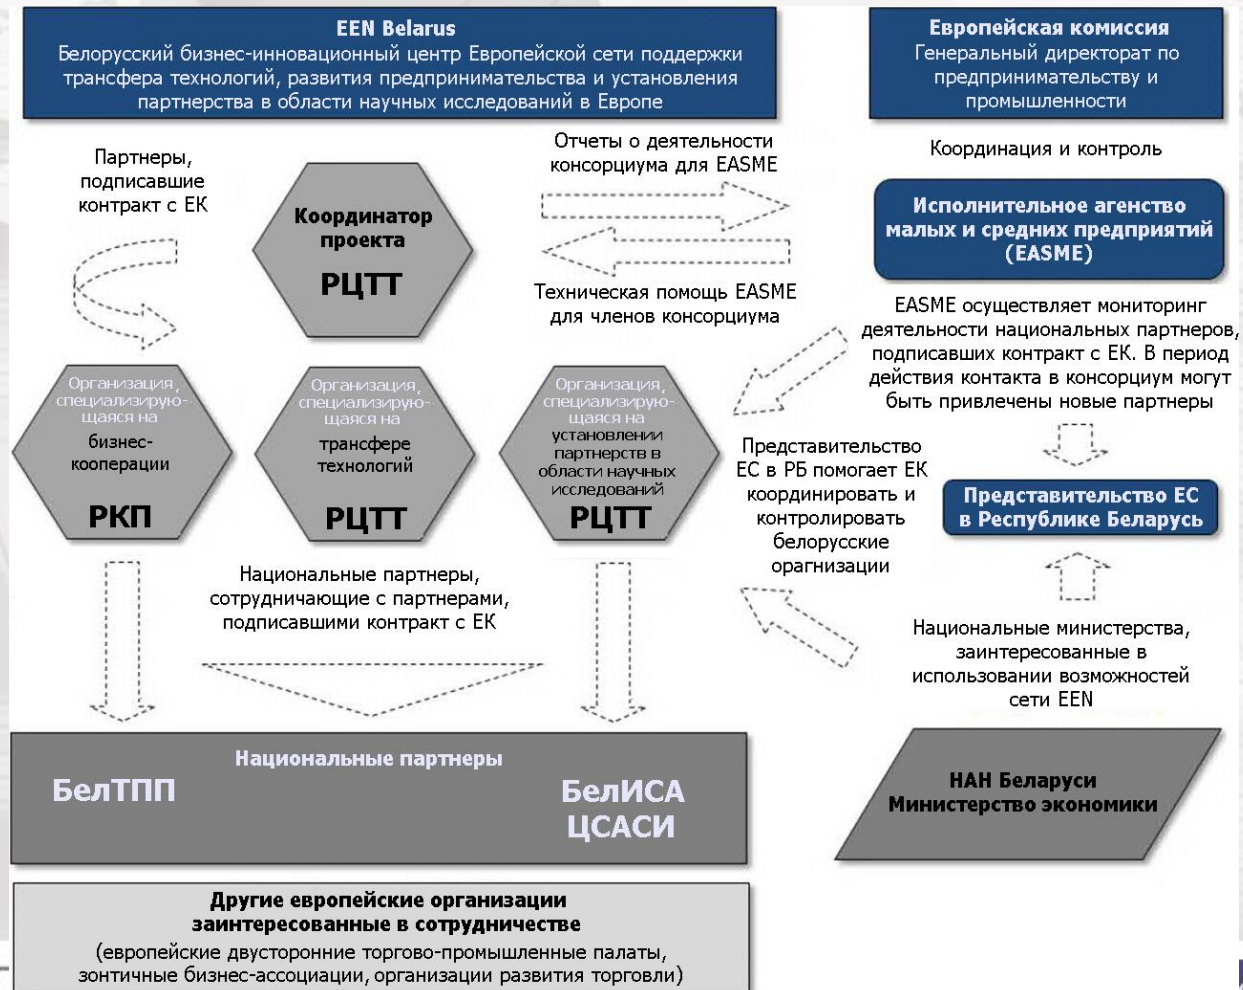 EEN Belarus
Белорусский бизнес-инновационный центр Европейской сети поддержки
трансфера технологий, развития предпринимательства и установления
партнерства в области научных исследований в Европе
Европейская комиссия
Генеральный директорат по
предпринимательству и
промышленности
Партнеры,
подписавшие
контракт с ЕК
Координатор
проекта
РЦТТ
Отчеты о деятельности
консорциума для EASME
Техническая помощь EASME
для членов консорциума
Координация и контроль
Исполнительное агенство
малых и средних предприятий
(EASME)
EASME осуществляет мониторинг
деятельности национальных партнеров,
подписавших контракт с ЕК. В период
действия контакта в консорциум могут
быть привлечены новые партнеры
Организация,
специализирую-
щаяся на
бизнес-
кооперации
РКП
Организация,
специализирую-
щаяся на
трансфере
технологий
РЦТТ
Организация,
специализирую-
щаяся на
установлении
партнерств в
области научных
исследований
РЦТТ
Представительство
ЕС в РБ помогает ЕК
координировать и
контролировать
белорусские
орагнизации
Представительство ЕС
в Республике Беларусь
Национальные партнеры,
сотрудничающие с партнерами,
подписавшими контракт с ЕК
Национальные министерства,
заинтересованные в
использовании возможностей
сети EEN
Национальные партнеры
БелТПП
БелИСА
ЦСАСИ
НАН Беларуси
Министерство экономики
Другие европейские организации
заинтересованные в сотрудничестве
(европейские двусторонние торгово-промышленные палаты,
зонтичные бизнес-ассоциации, организации развития торговли)